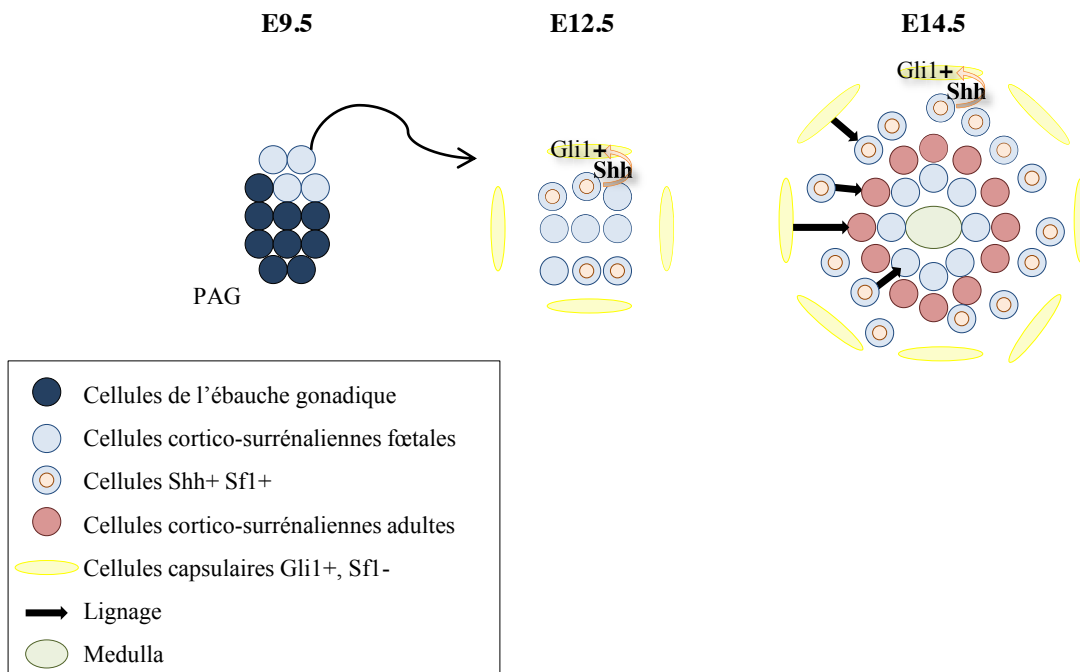 E9.5
E12.5
E14.5
Gli1+
Shh
Gli1+
Shh
PAG
Cellules de l'ébauche gonadique
Cellules cortico-surrénaliennes fœtales
Cellules Shh+ Sf1+
Cellules cortico-surrénaliennes adultes
Cellules capsulaires Gli1+, Sf1-
Lignage
Medulla